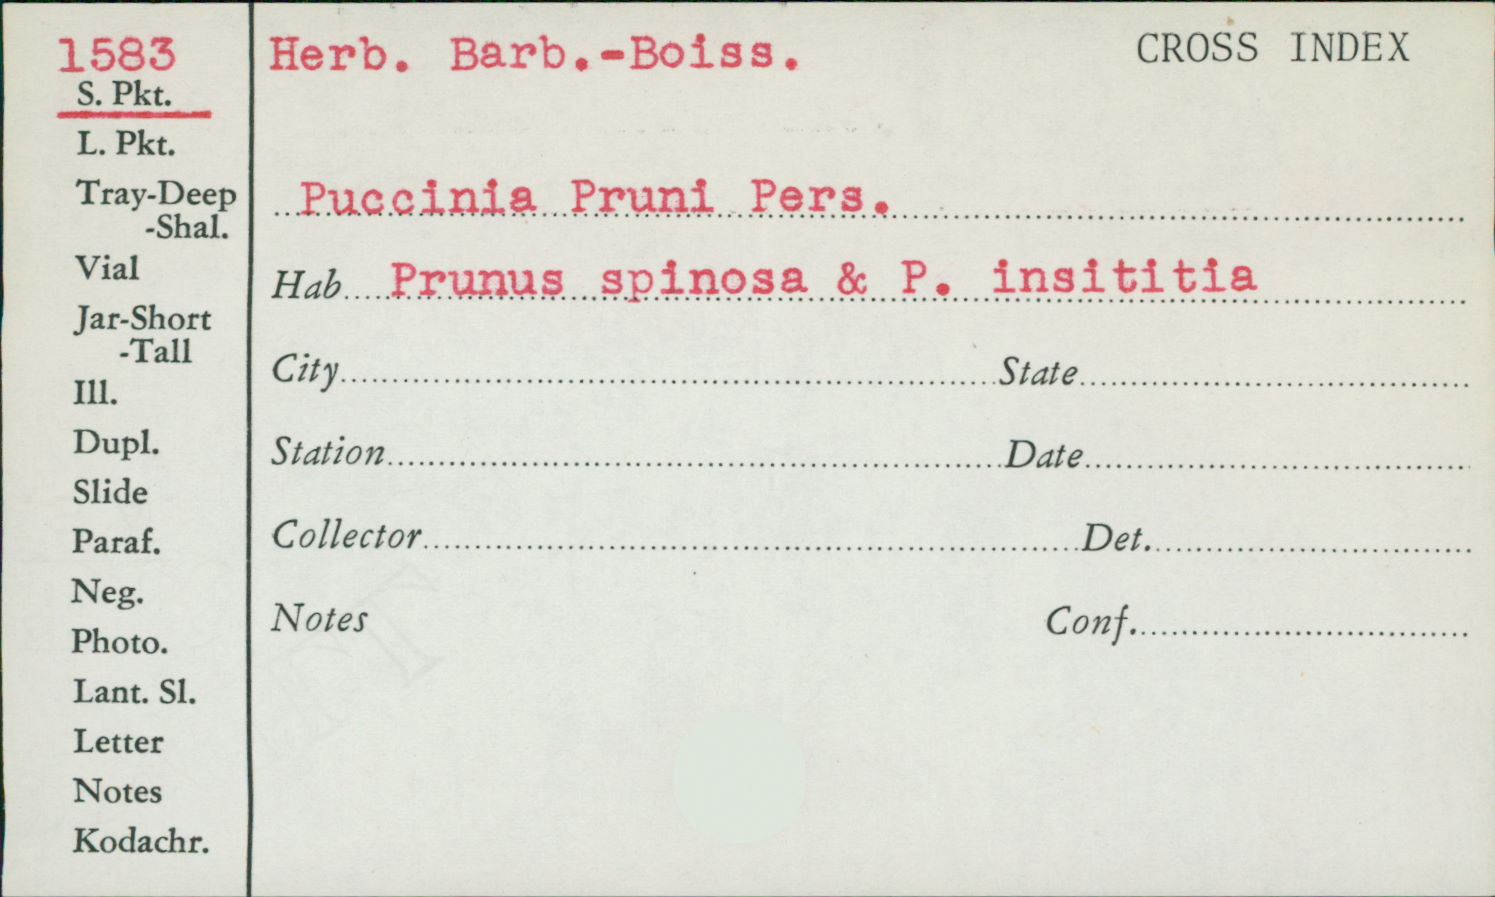 1583
S. Pkt.
L. Pkt.
Tray-Deep
-Shal.
Vial
Jar-Short
-Tall
Ill.
Dupl.
Slide
Paraf.
Neg.
Photo.
Lant. Sl.
Letter
Notes
Kodachr.
Herb. Barb.-Boiss. CROSS INDEX
Puccinia Pruni Pers.
Hab Prunus spinosa & P. insititia
City State
Station Date
Collector Det.
Notes Conf.